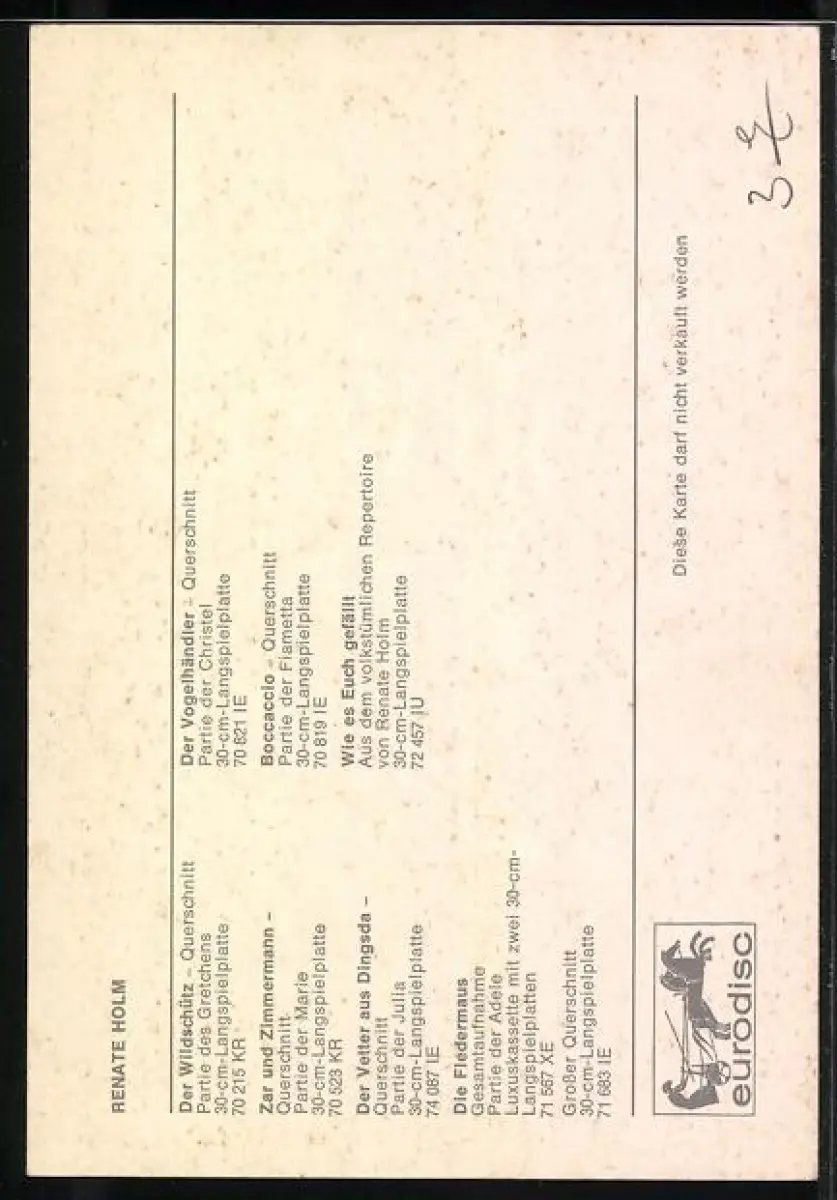 RENATE HOLM
Der Wildschütz – Querschnitt
Partie des Gretchens
30-cm-Langspielplatte
70 215 KR
Zar und Zimmermann –
Querschnitt
Partie der Marie
30-cm-Langspielplatte
70 523 KR
Der Vetter aus Dingsda –
Querschnitt
Partie der Julia
30-cm-Langspielplatte
74 087 IE
Die Fledermaus
Gesamtaufnahme
Partie der Adele
Luxuskassette mit zwei 30-cm-
Langspielplatten
71 567 XE
Großer Querschnitt
30-cm-Langspielplatte
71 683 IE
Der Vogelhändler – Querschnitt
Partie der Christel
30-cm-Langspielplatte
70 821 IE
Boccaccio – Querschnitt
Partie der Fiametta
30-cm-Langspielplatte
70 819 IE
Wie es Euch gefällt
Aus dem volkstümlichen Repertoire
von Renate Holm
30-cm-Langspielplatte
72 457 IU
eurodisc
Diese Karte darf nicht verkauft werden